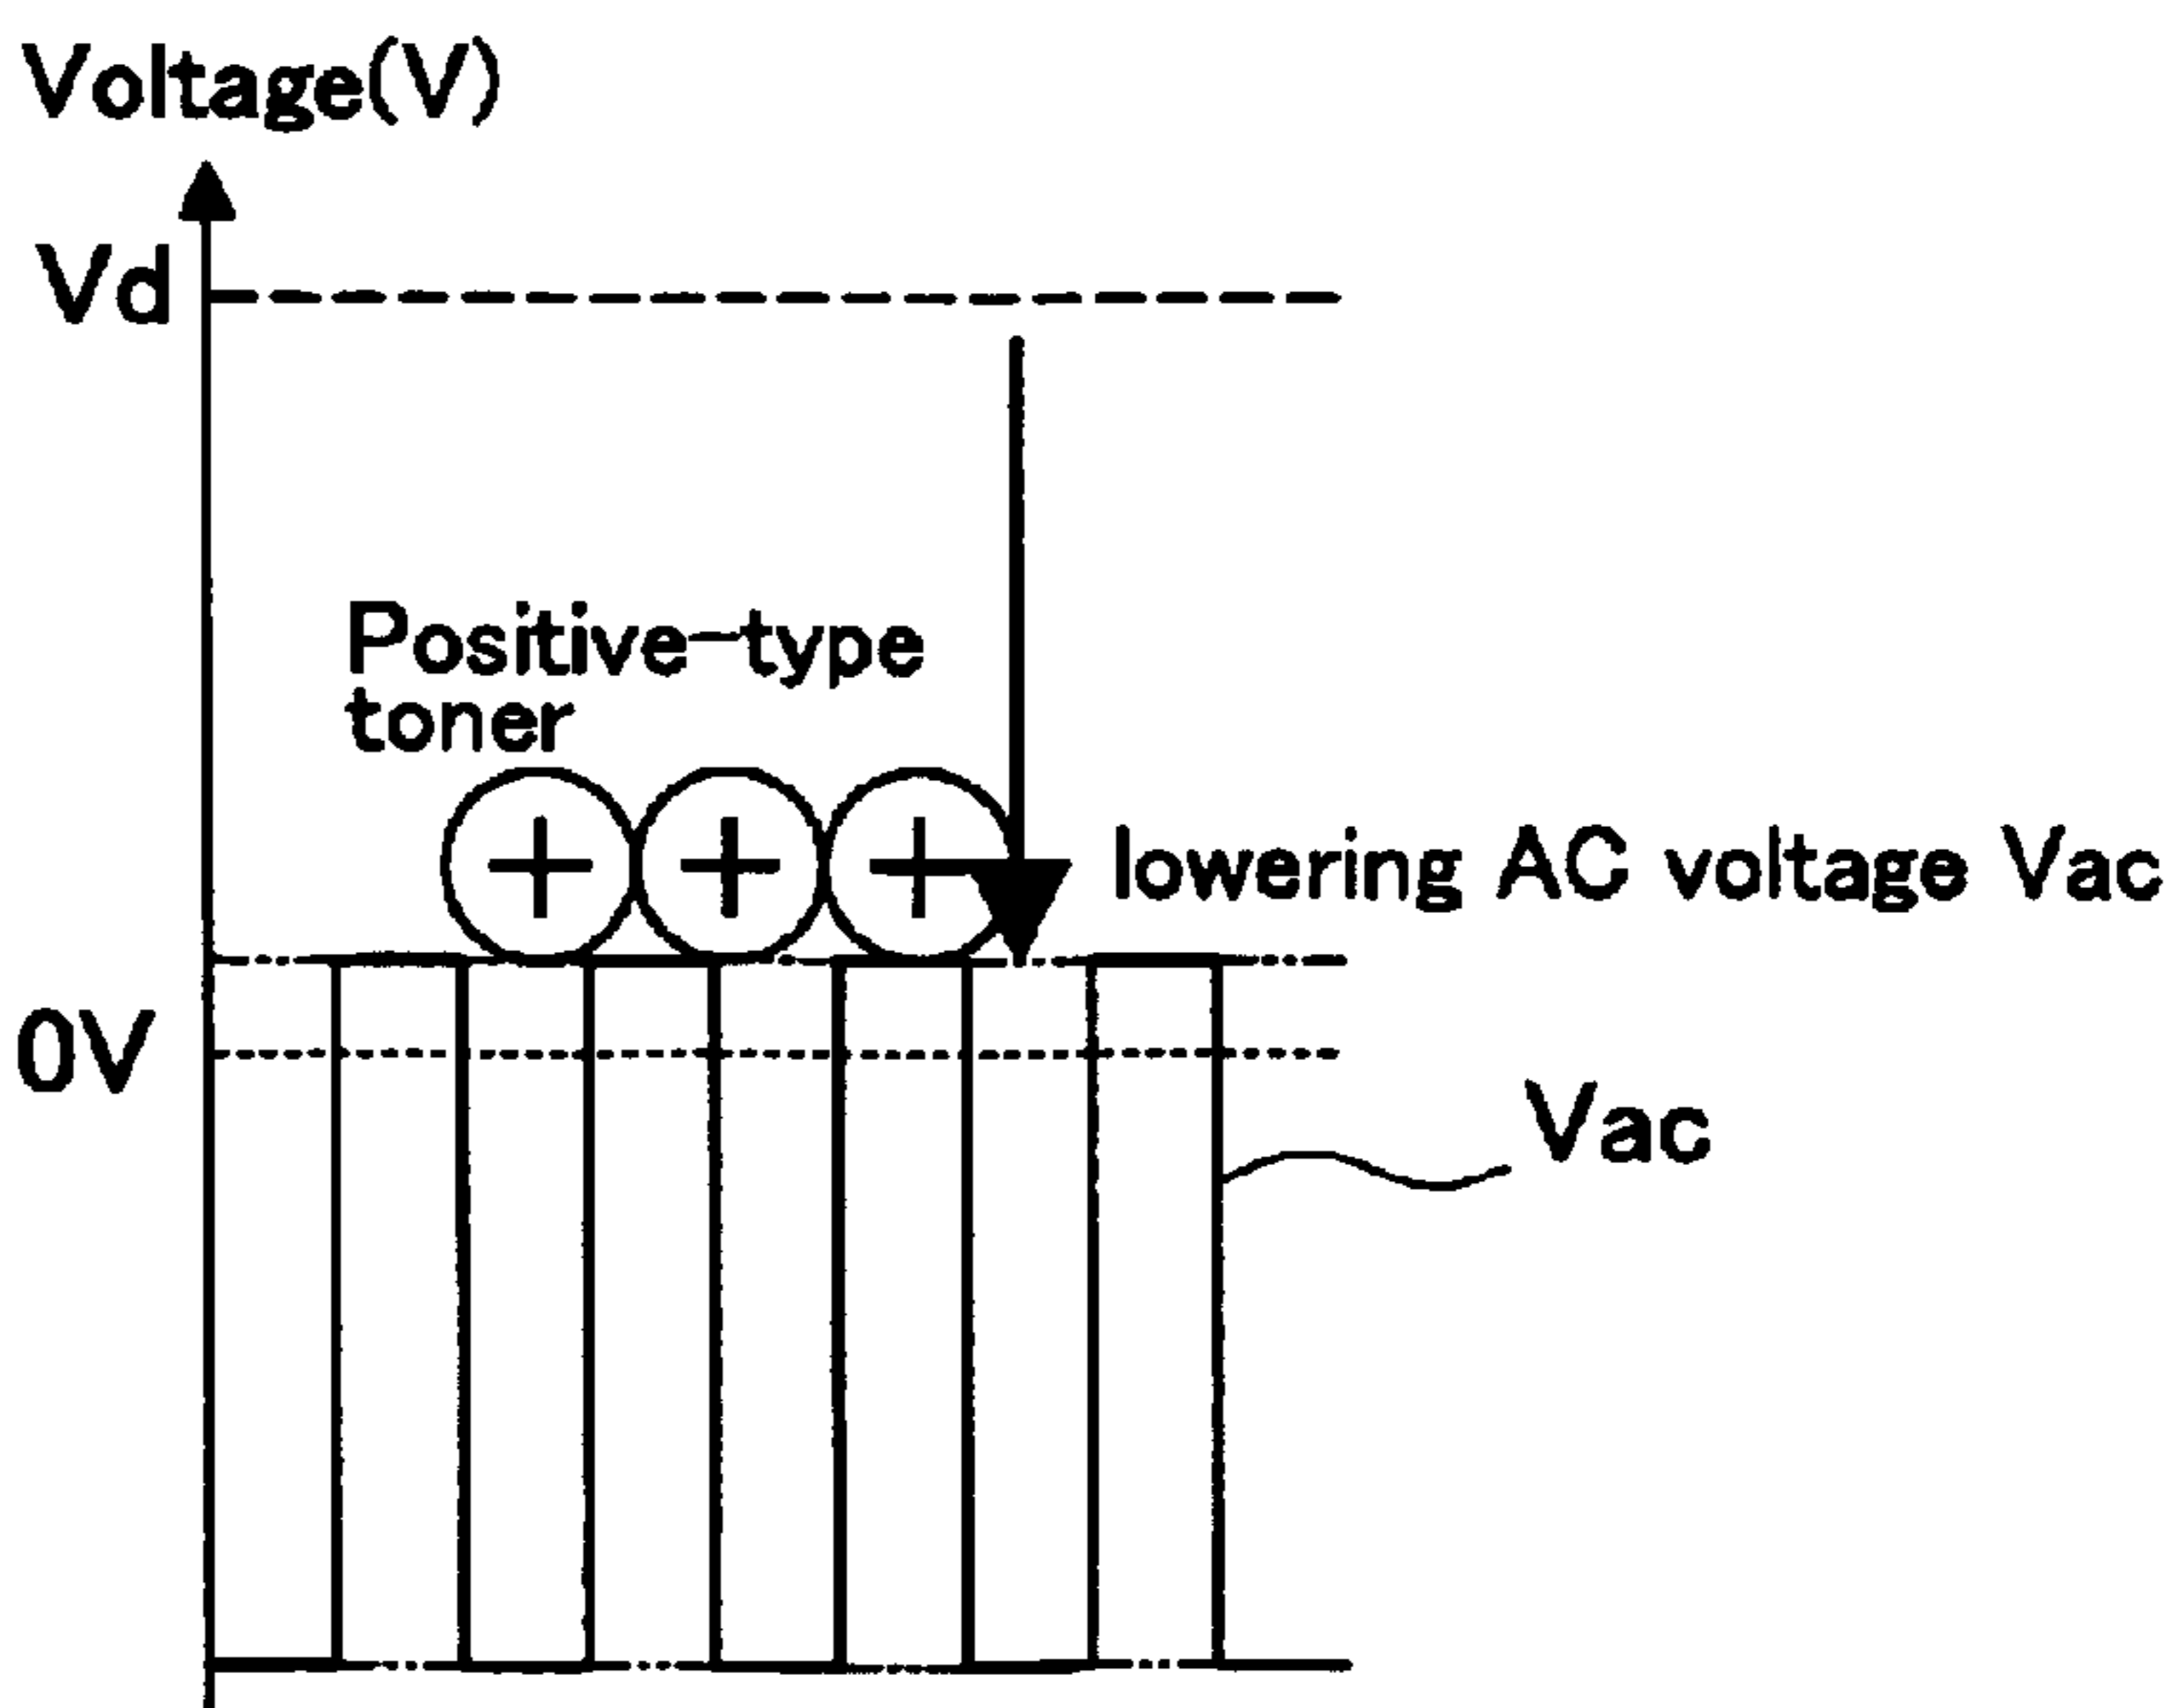 Voltage(V)
Vd
Positive-type
toner
+ + +
lowering AC voltage Vac
0V
Vac